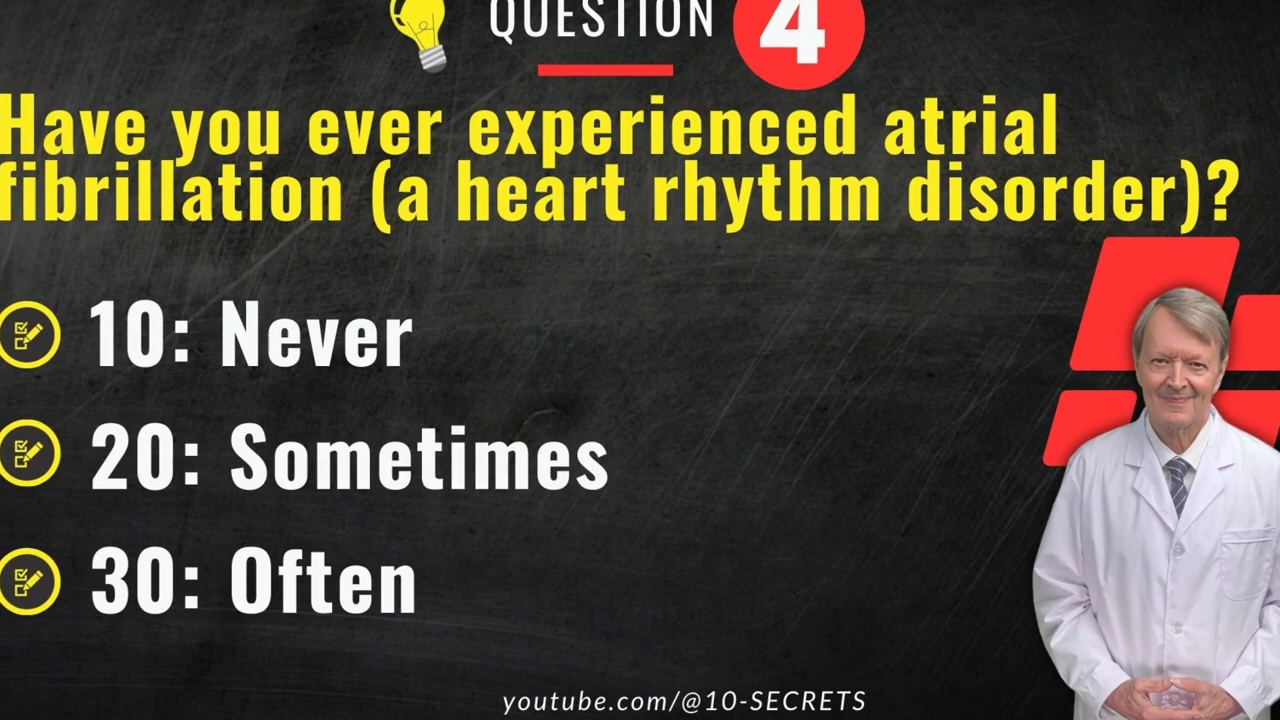 QUESTION 4
Have you ever experienced atrial
fibrillation (a heart rhythm disorder)?
10: Never
20: Sometimes
30: Often
youtube.com/@10-SECRETS